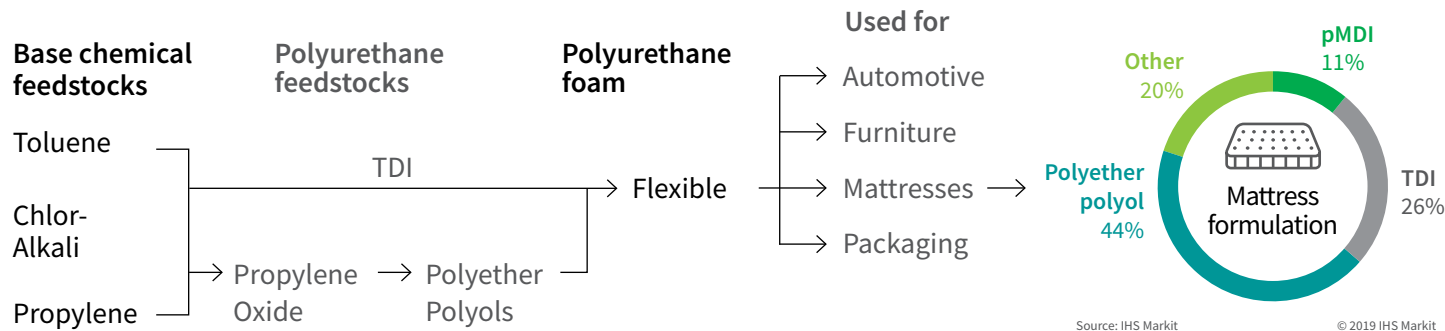 Base chemical
feedstocks
Toluene
Chlor-
Alkali
Propylene
Polyurethane
feedstocks
TDI
Propylene
Oxide
Polyether
Polyols
Polyurethane
foam
Flexible
Used for
Automotive
Furniture
Mattresses
Packaging
pMDI
11%
Other
20%
Polyether
polyol
44%
TDI
26%
Mattress
formulation
Source: IHS Markit
© 2019 IHS Markit